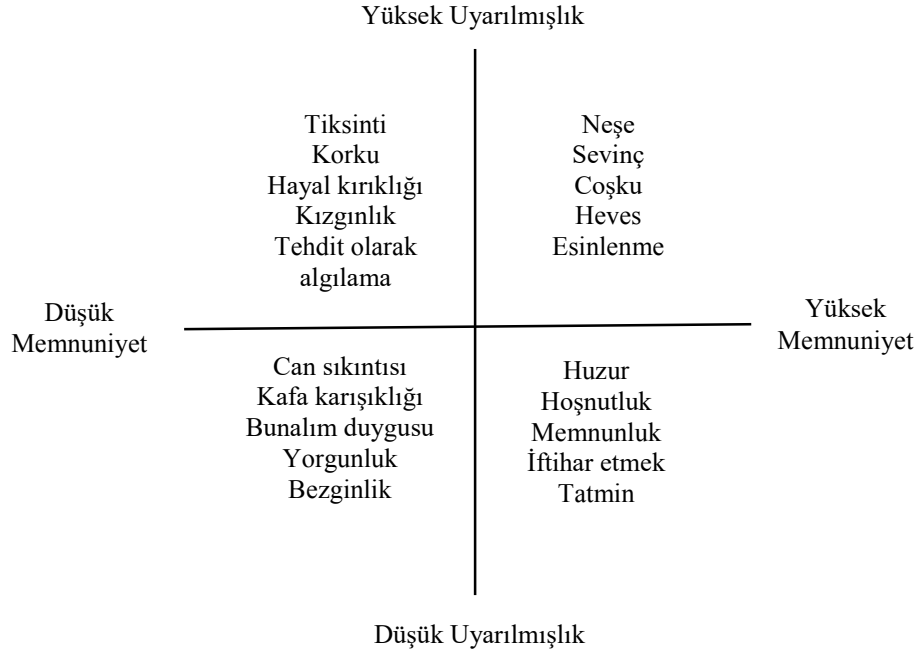 Yüksek Uyarılmışlık
Tiksinti
Korku
Hayal kırıklığı
Kızgınlık
Tehdit olarak
algılama
Neşe
Sevinç
Coşku
Heves
Esinlenme
Düşük
Memnuniyet
Yüksek
Memnuniyet
Can sıkıntısı
Kafa karışıklığı
Bunalım duygusu
Yorgunluk
Bezginlik
Huzur
Hoşnutluk
Memnunluk
İftihar etmek
Tatmin
Düşük Uyarılmışlık